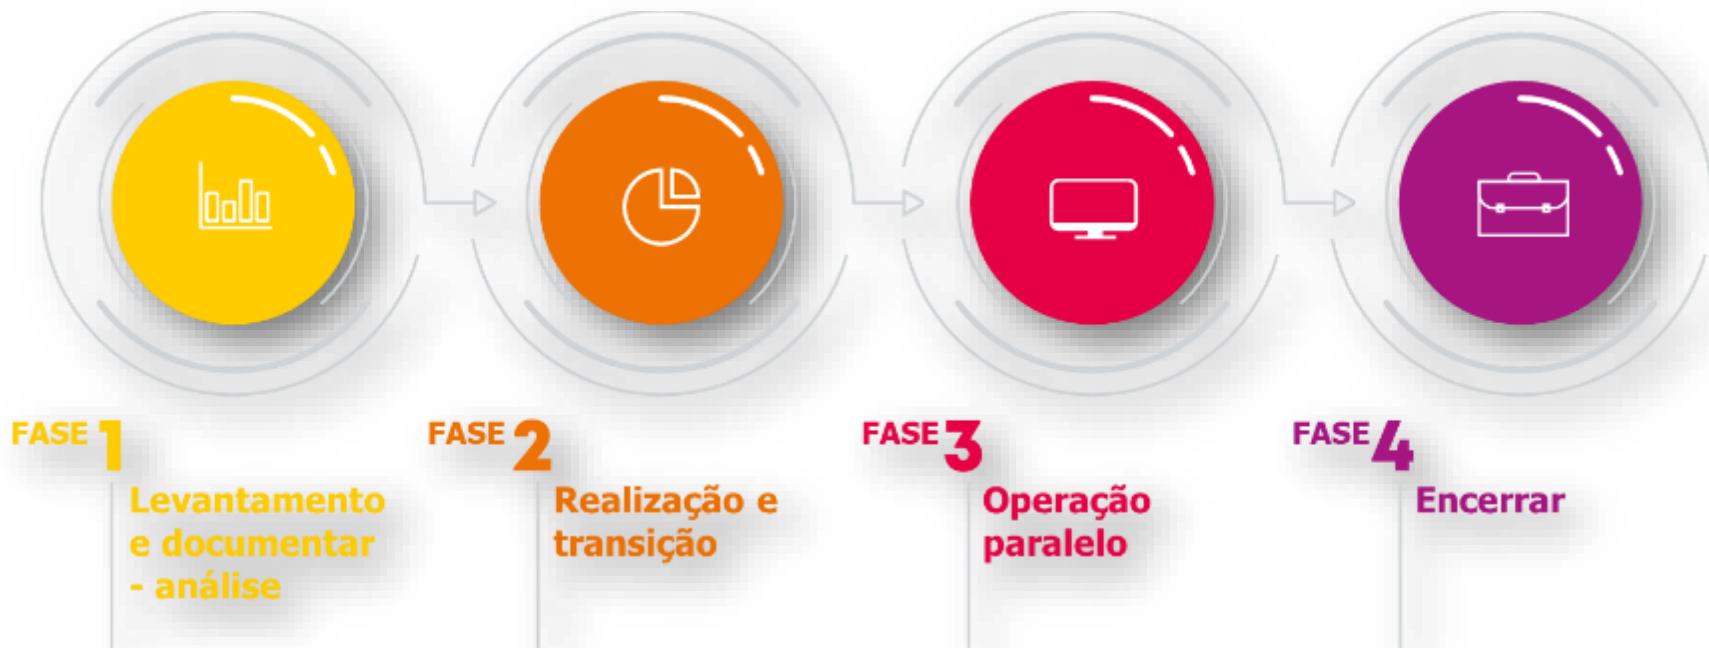 FASE 1
Levantamento
e documentar
- análise
FASE 2
Realização e
transição
FASE 3
Operação
paralelo
FASE 4
Encerrar